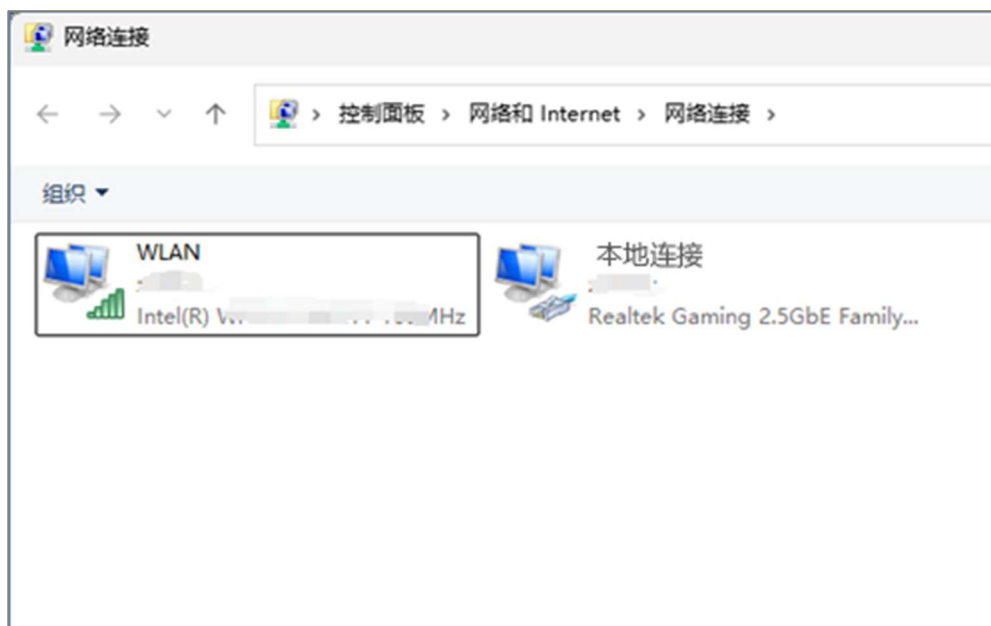 网络连接
控制面板 > 网络和 Internet > 网络连接 >
组织
WLAN
Intel(R) MHz
本地连接
Realtek Gaming 2.5GbE Family...